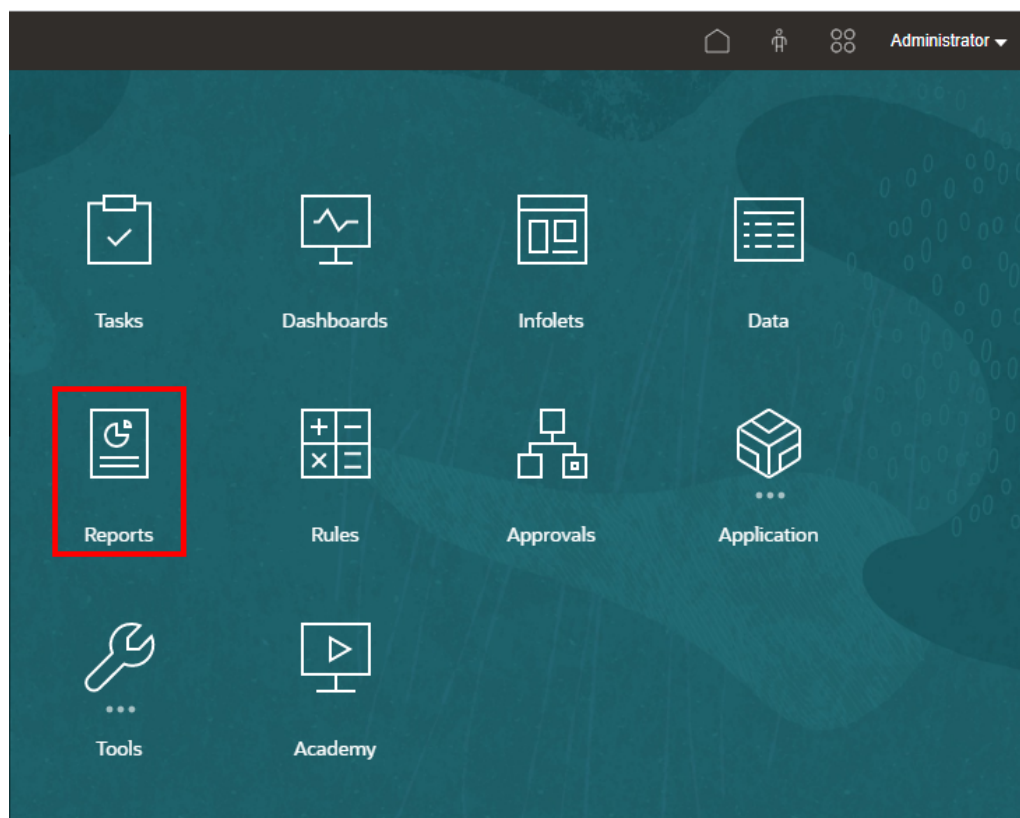 Administrator
Tasks
Dashboards
Infolets
Data
Reports
Rules
Approvals
Application
Tools
Academy